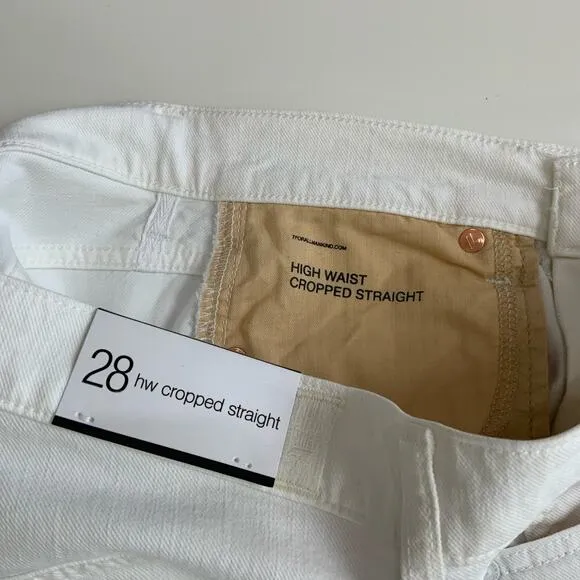 7FORALLMANKIND.COM
HIGH WAIST
CROPPED STRAIGHT
28 hw cropped straight